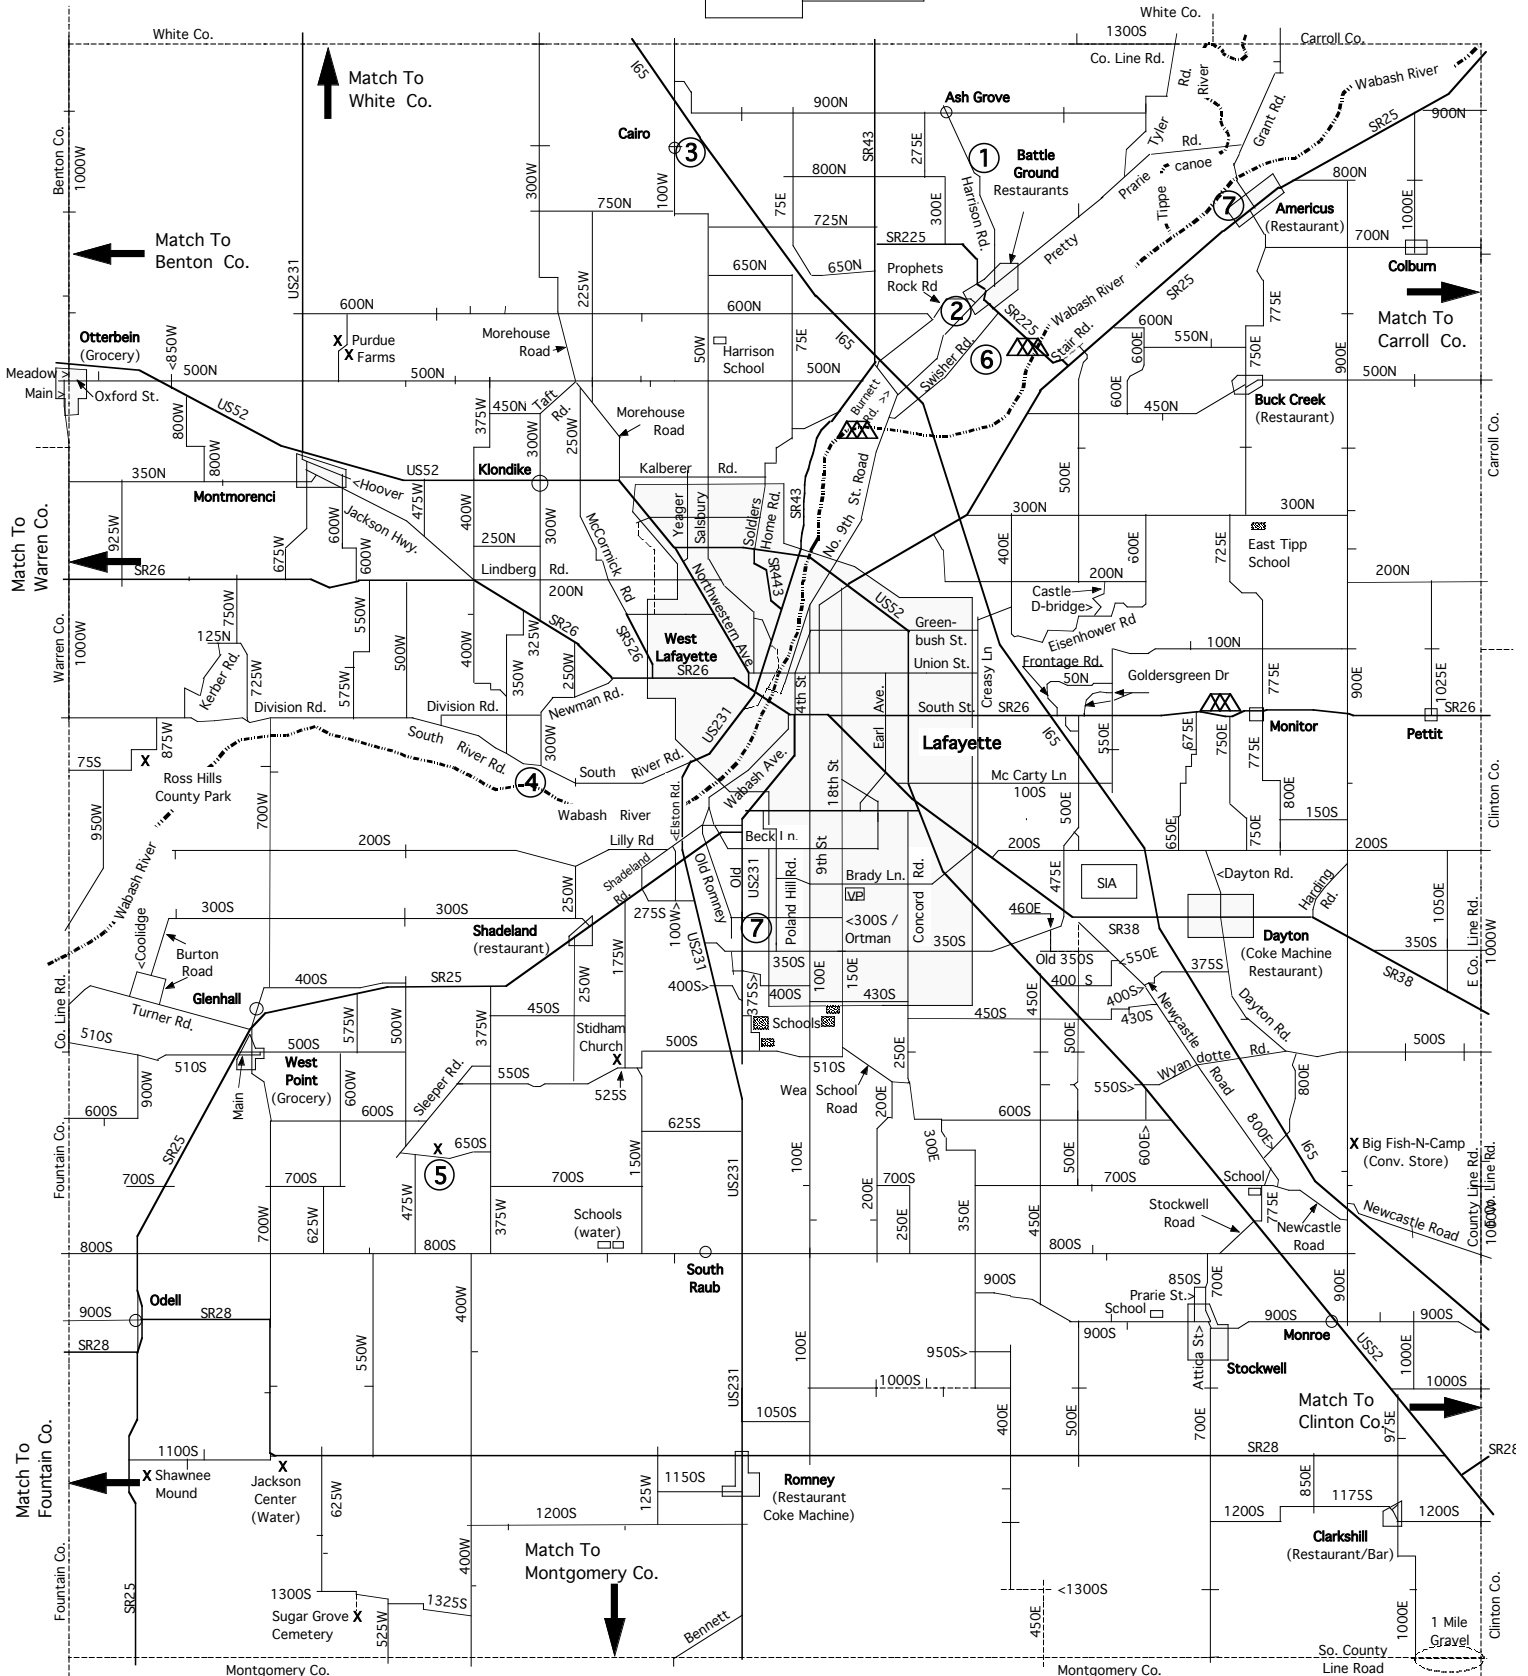 White Co.
White Co.
1300S
Co. Line Rd.
Carroll Co.
I65
Match To
White Co.
Rd.
River
Wabash River
Grant Rd.
Tyler
Rd.
900N
Ash Grove
SR25
900N
Benton Co.
1000W
Cairo
3
SR43
275E
1
Battle
Ground
Restaurants
canoe
Prarie
Tippe
800N
800N
300W
100W
75E
300E
Harrison Rd.
7
Americus
(Restaurant)
1000E
750N
725N
SR225
Pretty
700N
Colburn
Match To
Benton Co.
US231
225W
650N
650N
Prophets
Rock Rd
Wabash River
SR25
775E
600N
600N
2
SR225
Match To
Carroll Co.
Otterbein
(Grocery)
<850W
X Purdue
X Farms
Morehouse
Road
50W
Harrison
School
75E
I65
Swisher Rd.
6
Stair Rd.
600N
550N
600E
750E
900E
Meadow >
Main >
Oxford St.
500N
500N
500N
500N
US52
800W
800W
375W
450N
Taft
Rd.
300W
250W
Morehouse
Road
Burnett
Rd. >>
600E
450N
Buck Creek
(Restaurant)
Carroll Co.
350N
Montmorenci
<Hoover
US52
Klondike
Kalberer Rd.
500E
Match To
Warren Co.
925W
675W
600W
600W
Jackson Hwy.
475W
400W
300W
McCormick Rd
Yeager
Salsbury
Soldiers
Home Rd.
SR43
No. 9th St. Road
300N
300N
East Tipp
School
SR26
250N
Lindberg Rd.
200N
Northwestern Ave.
SR443
US52
400E
600E
725E
200N
200N
Castle
D-bridge>
Warren Co.
1000W
750W
125N
Kerber Rd.
725W
550W
575W
500W
400W
325W
350W
SR26
250W
SR526
West
Lafayette
SR26
Green-
bush St.
Union St.
Creasy Ln
Eisenhower Rd
100N
Frontage Rd.
50N
Goldersgreen Dr
775E
900E
1025E
Division Rd.
Division Rd.
Newman Rd.
US231
4th St
Earl Ave.
South St.
SR26
I65
SR26
875W
75S
X
Ross Hills
County Park
South River Rd.
300W
South River Rd.
4
Wabash River
Wabash Ave.
<Elston Rd.
18th St
Lafayette
Mc Carty Ln
100S
550E
675E
750E
775E
Monitor
Pettit
950W
700W
500E
650E
750E
800E
150S
Clinton Co.
Wabash River
200S
Lilly Rd
Beck l n.
200S
200S
Shadeland
Rd.
Old Romney
Old
US231
9th St
Brady Ln.
VP
Concord Rd.
475E
SIA
<Dayton Rd.
Harding
Rd.
1050E
<Coolidge
300S
300S
250W
275S
100W>
7
Poland Hill Rd.
<300S /
Ortman
460E
Burton
Road
Shadeland
(restaurant)
175W
US231
350S
350S
SR38
Old 350S
<550E
Dayton
(Coke Machine
Restaurant)
350S
E Co. Line Rd.
1000W
Co. Line Rd.
Glenhall
400S
SR25
250W
400S>
375S>
400S
100E
150E
430S
450E
400 S
400S>
430S
375S
SR38
Turner Rd.
510S
510S
575W
500W
375W
450S
Stidham
Church
X
Schools
450S
Newcastle
Road
Dayton Rd.
500S
West
Point
(Grocery)
Main
900W
600W
Sleeper Rd.
550S
525S
500S
510S
Wea
School
Road
250E
200E
500E
Wyan dotte Rd.
550S>
500S
800E
600S
600S
SR25
650S
X
5
625S
150W
US231
100E
300E
600S
600E>
500E
800E>
I65
X Big Fish-N-Camp
(Conv. Store)
Fountain Co.
700S
700S
700W
625W
475W
375W
700S
Schools
(water)
200E
700S
250E
350E
450E
700S
School
Stockwell
Road
775E
Newcastle
Road
Newcastle Road
County Line Rd.
800S
800S
South
Raub
800S
Odell
900S
SR28
SR28
550W
400W
US231
100E
900S
850S
700E
Prarie St.>
School
900S
Attica St>
Stockwell
900S
Monroe
900E
900S
US52
1000E
950S>
1000S
1000S
1050S
400E
500E
700E
Match To
Clinton Co.
975E
Match To
Fountain Co.
1100S
X Shawnee
Mound
X
Jackson
Center
(Water)
625W
125W
1150S
Romney
(Restaurant
Coke Machine)
SR28
SR28
850E
1175S
1200S
1200S
1200S
Clarkshill
(Restaurant/Bar)
400W
Match To
Montgomery Co.
Fountain Co.
SR25
1300S
Sugar Grove X
Cemetery
525W
1325S
Bennett
<1300S
450E
1000E
1 Mile
Gravel
Clinton Co.
So. County
Line Road
Montgomery Co.
Montgomery Co.